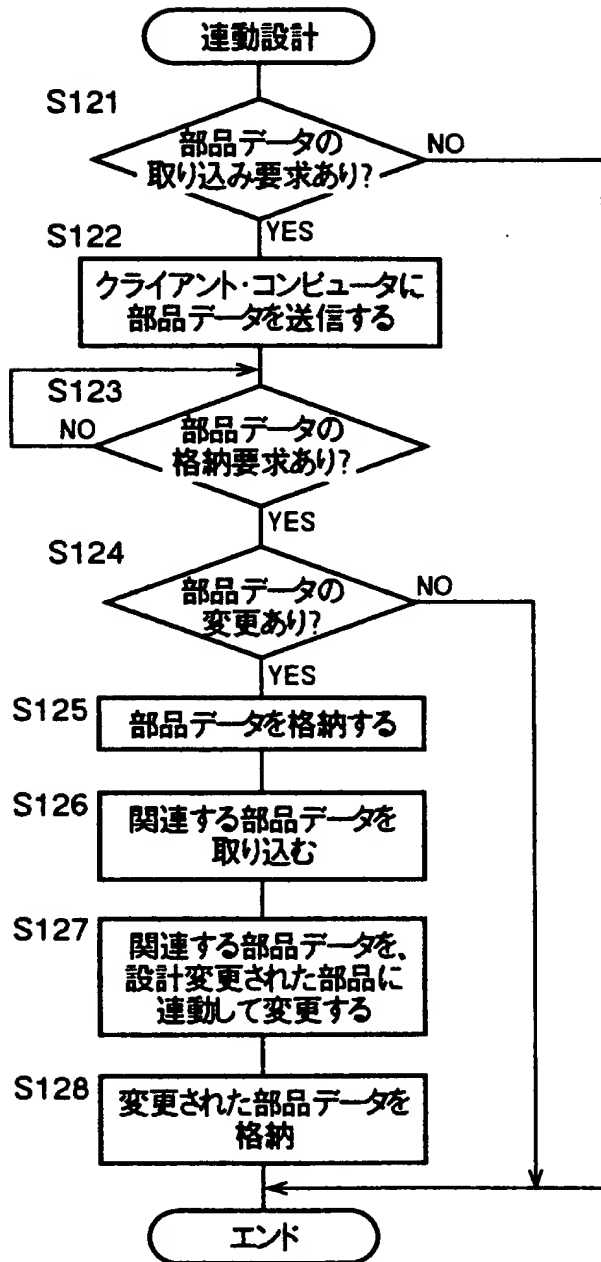 連動設計
S121
部品データの
取り込み要求あり?
NO
YES
S122
クライアント・コンピュータに
部品データを送信する
S123
NO
部品データの
格納要求あり?
YES
S124
部品データの
変更あり?
NO
YES
S125
部品データを格納する
S126
関連する部品データを
取り込む
S127
関連する部品データを、
設計変更された部品に
連動して変更する
S128
変更された部品データを
格納
エンド